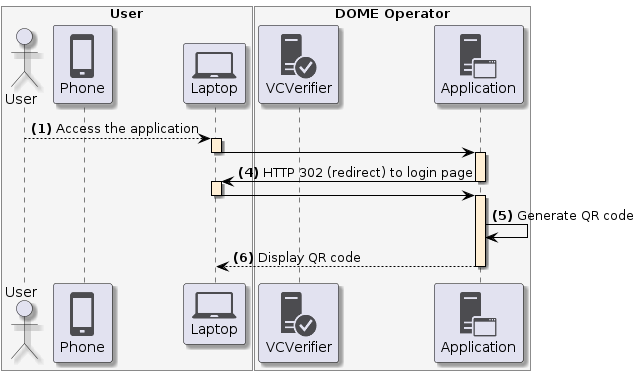 User
DOME Operator
User
Phone
Laptop
VCVerifier
Application
(1) Access the application
(4) HTTP 302 (redirect) to login page
(5) Generate QR code
(6) Display QR code
User
Phone
Laptop
VCVerifier
Application